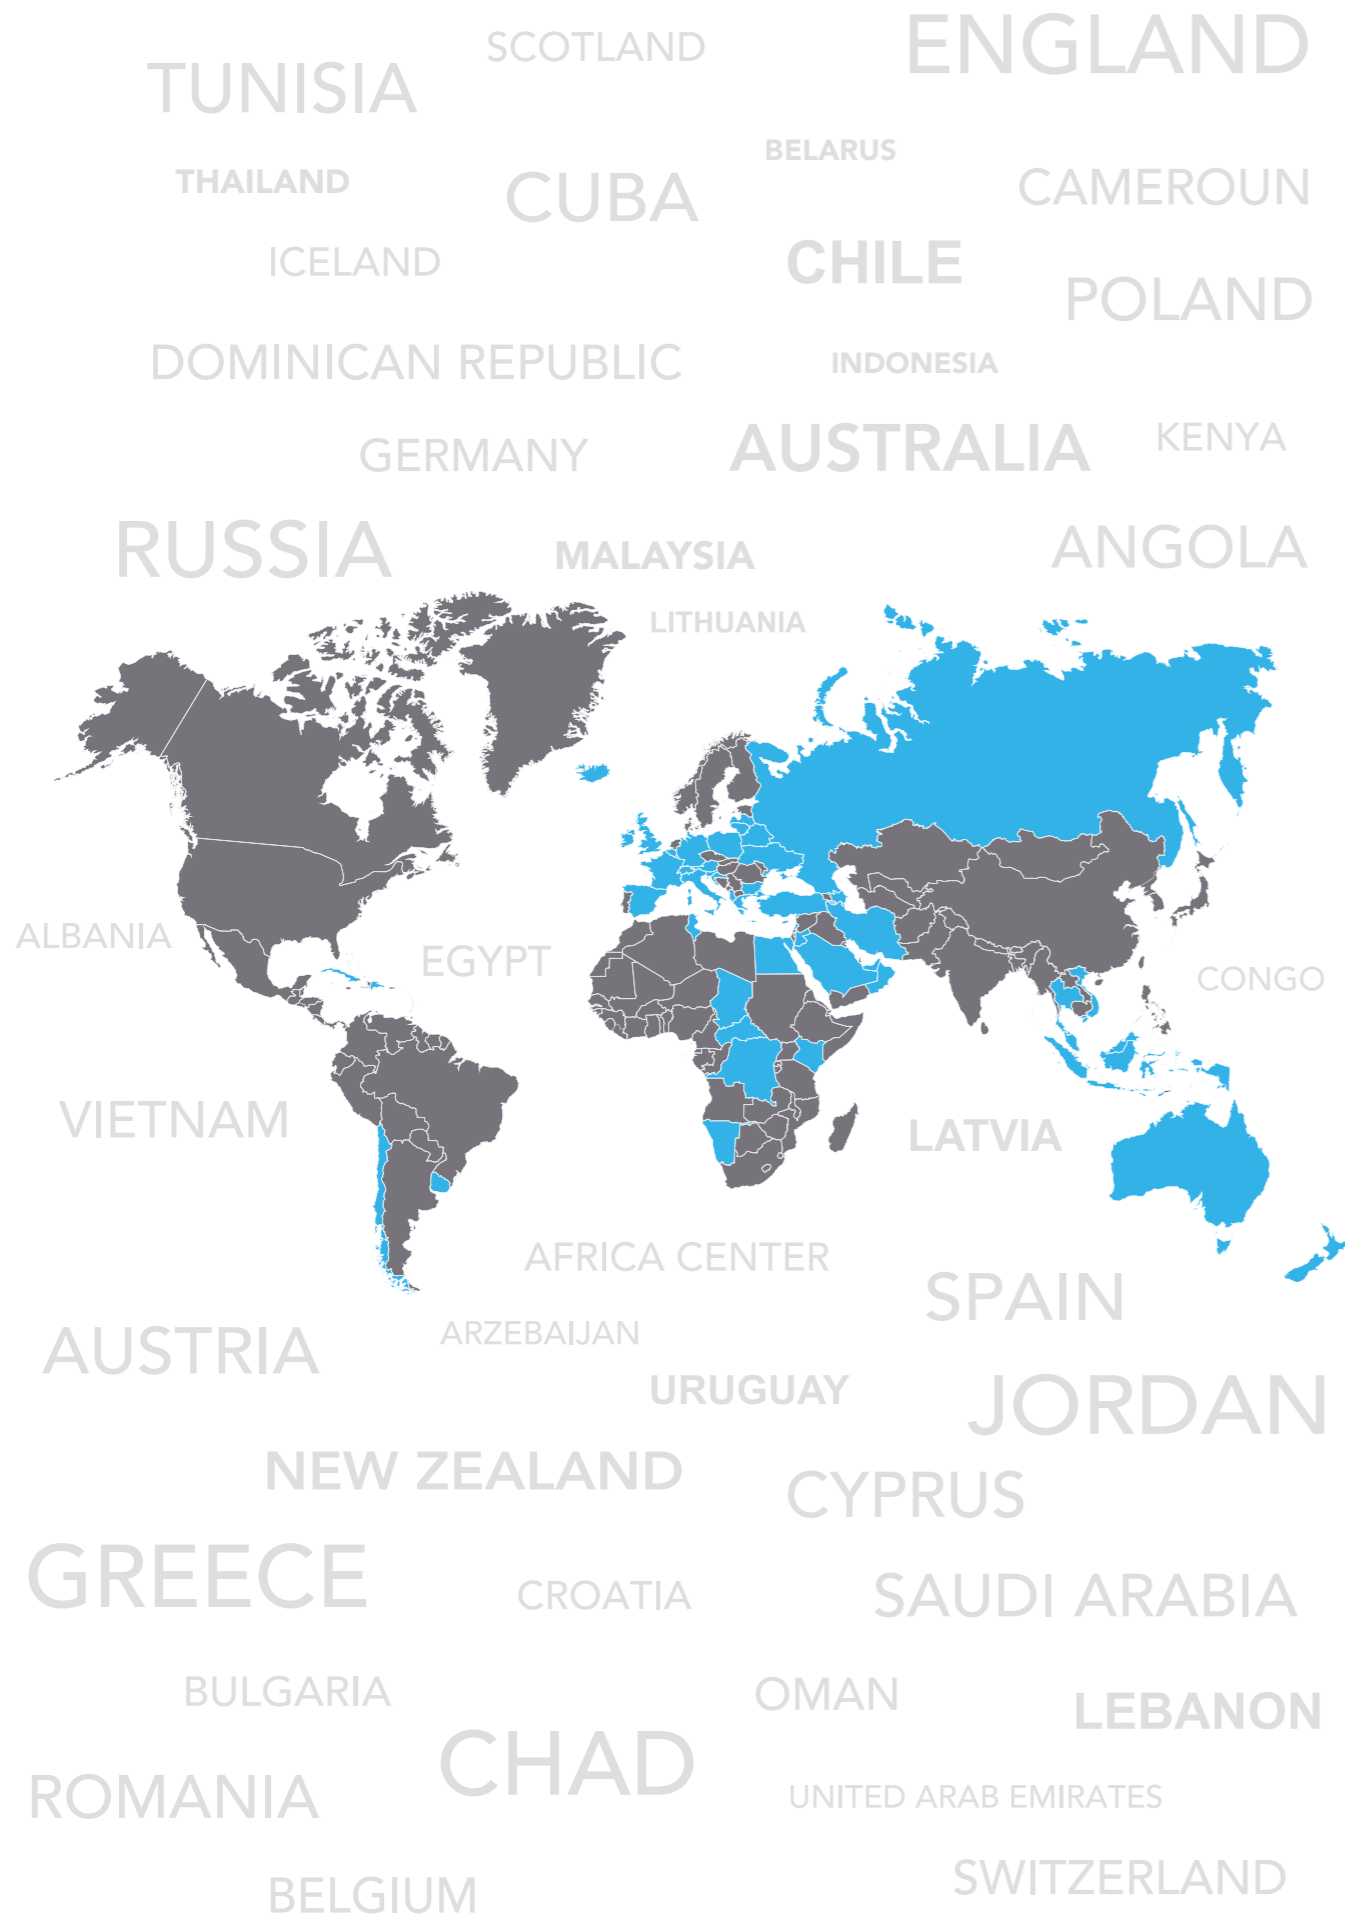 SCOTLAND
ENGLAND
TUNISIA
BELARUS
THAILAND
CUBA
CAMEROUN
ICELAND
CHILE
POLAND
DOMINICAN REPUBLIC
INDONESIA
GERMANY
AUSTRALIA
KENYA
RUSSIA
MALAYSIA
ANGOLA
LITHUANIA
ALBANIA
EGYPT
CONGO
VIETNAM
LATVIA
AFRICA CENTER
SPAIN
AUSTRIA
ARZEBAIJAN
URUGUAY
JORDAN
NEW ZEALAND
CYPRUS
GREECE
CROATIA
SAUDI ARABIA
BULGARIA
OMAN
LEBANON
CHAD
ROMANIA
UNITED ARAB EMIRATES
BELGIUM
SWITZERLAND